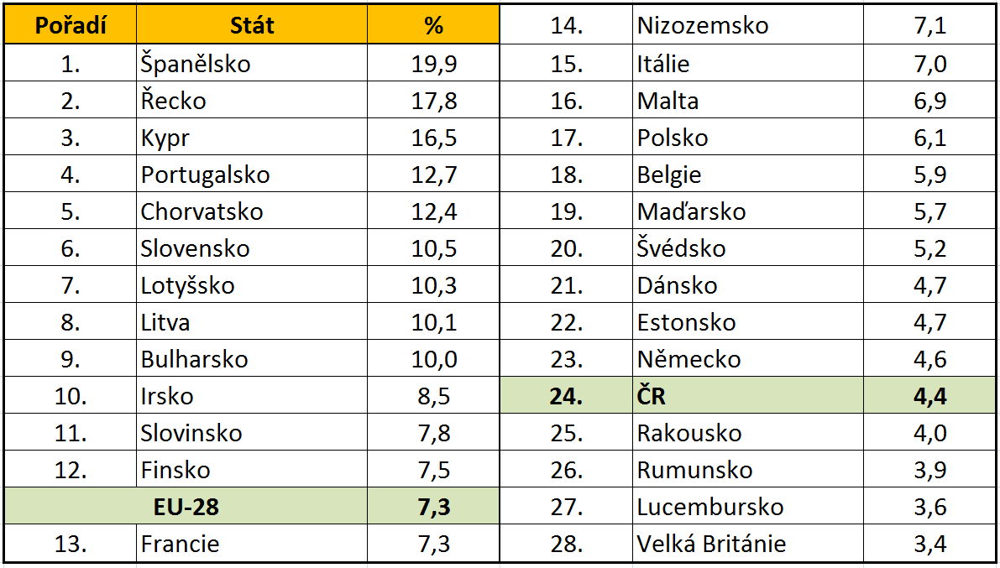 Pořadí Stát %
1. Španělsko 19,9
2. Řecko 17,8
3. Kypr 16,5
4. Portugalsko 12,7
5. Chorvatsko 12,4
6. Slovensko 10,5
7. Lotyšsko 10,3
8. Litva 10,1
9. Bulharsko 10,0
10. Irsko 8,5
11. Slovinsko 7,8
12. Finsko 7,5
EU-28 7,3
13. Francie 7,3
14. Nizozemsko 7,1
15. Itálie 7,0
16. Malta 6,9
17. Polsko 6,1
18. Belgie 5,9
19. Maďarsko 5,7
20. Švédsko 5,2
21. Dánsko 4,7
22. Estonsko 4,7
23. Německo 4,6
24. ČR 4,4
25. Rakousko 4,0
26. Rumunsko 3,9
27. Lucembursko 3,6
28. Velká Británie 3,4